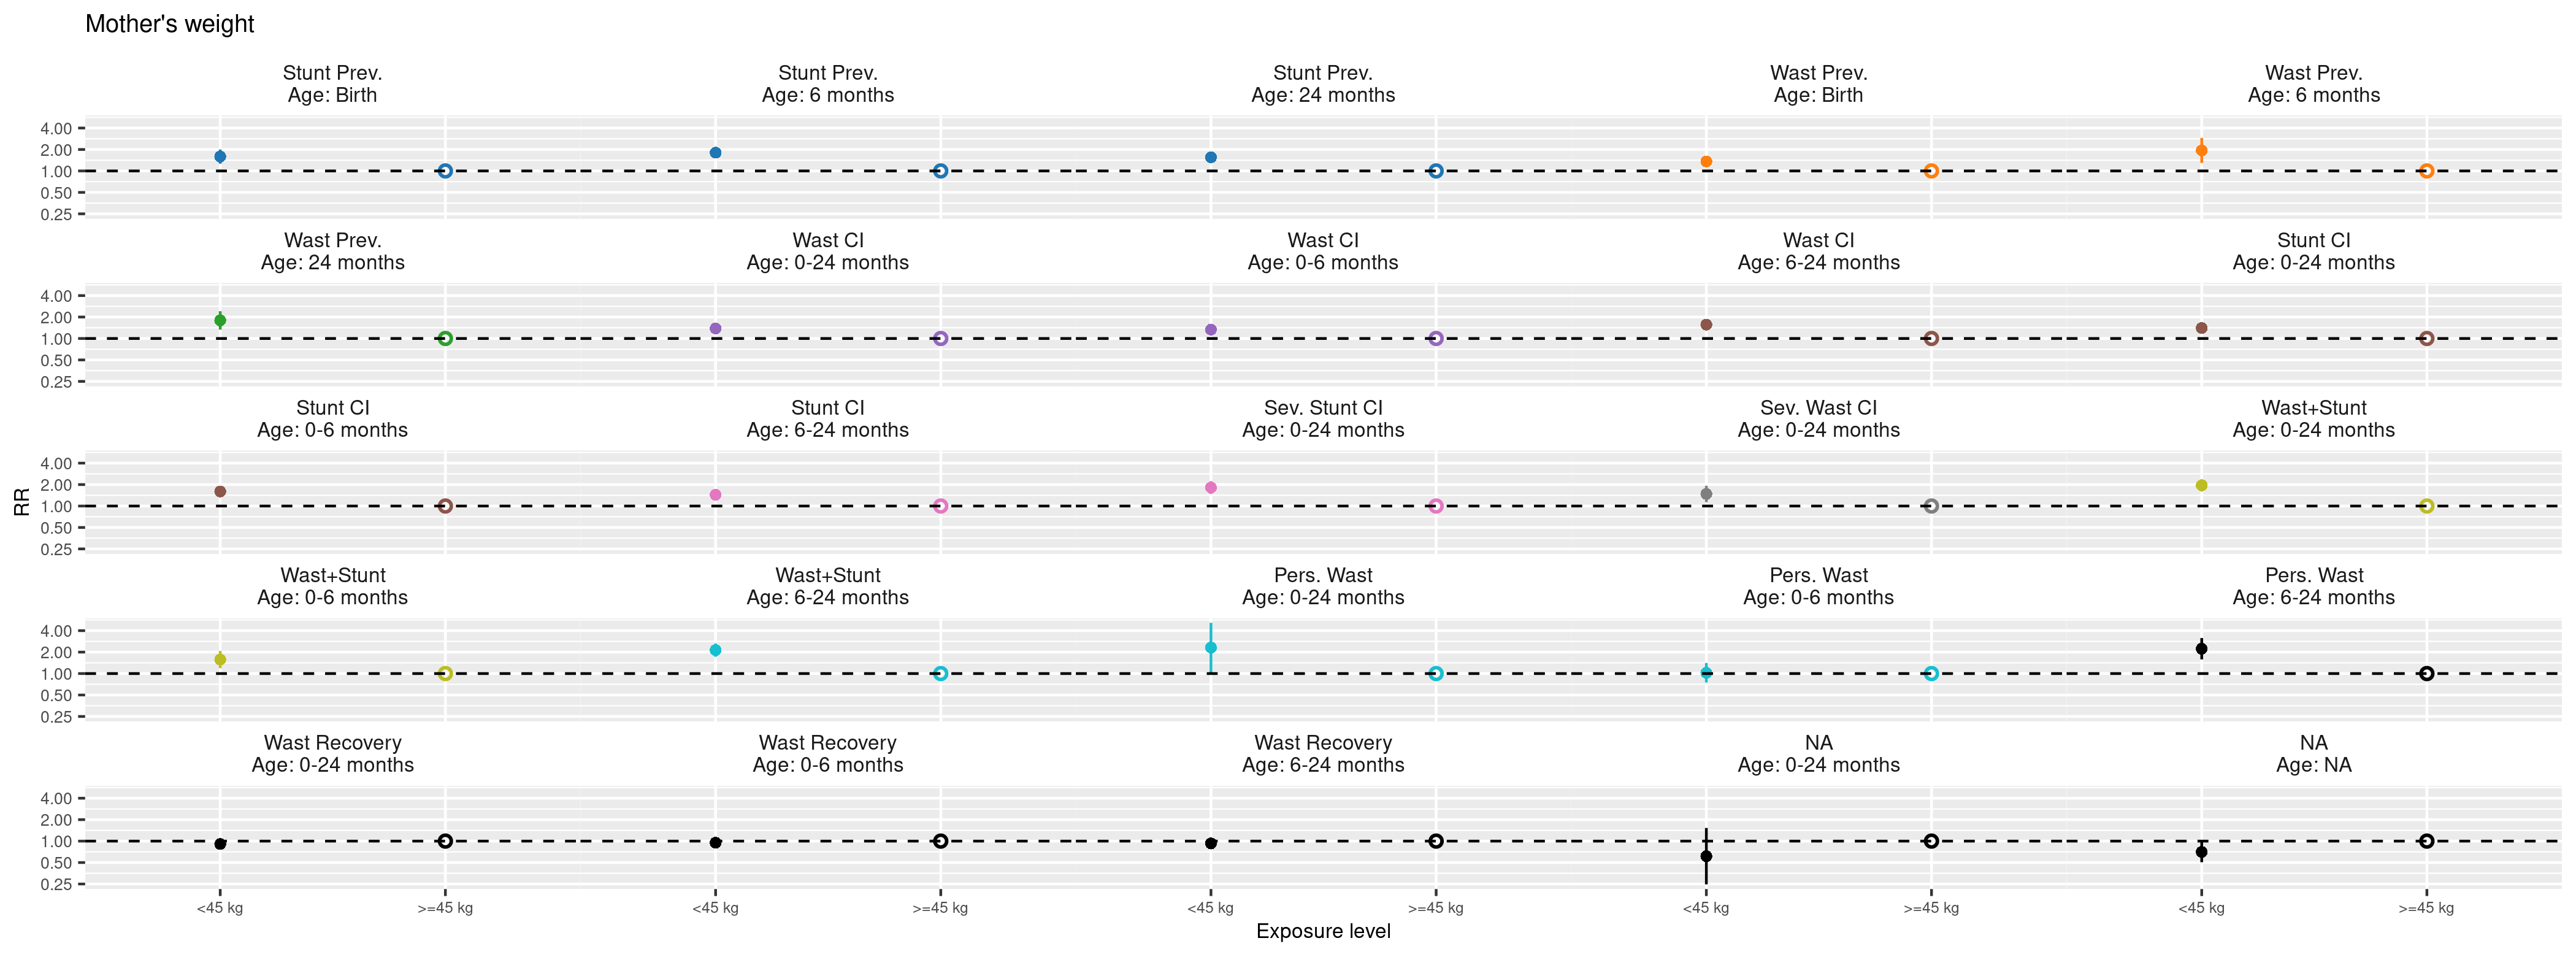 Mother's weight
Stunt Prev.
Age: Birth
Stunt Prev.
Age: 6 months
Stunt Prev.
Age: 24 months
Wast Prev.
Age: Birth
Wast Prev.
Age: 6 months
4.00
2.00
1.00
0.50
0.25
Wast Prev.
Age: 24 months
Wast CI
Age: 0-24 months
Wast CI
Age: 0-6 months
Wast CI
Age: 6-24 months
Stunt CI
Age: 0-24 months
4.00
2.00
1.00
0.50
0.25
Stunt CI
Age: 0-6 months
Stunt CI
Age: 6-24 months
Sev. Stunt CI
Age: 0-24 months
Sev. Wast CI
Age: 0-24 months
Wast+Stunt
Age: 0-24 months
4.00
2.00
1.00
0.50
0.25
RR
Wast+Stunt
Age: 0-6 months
Wast+Stunt
Age: 6-24 months
Pers. Wast
Age: 0-24 months
Pers. Wast
Age: 0-6 months
Pers. Wast
Age: 6-24 months
4.00
2.00
1.00
0.50
0.25
Wast Recovery
Age: 0-24 months
Wast Recovery
Age: 0-6 months
Wast Recovery
Age: 6-24 months
NA
Age: 0-24 months
NA
Age: NA
4.00
2.00
1.00
0.50
0.25
<45 kg >=45 kg <45 kg >=45 kg <45 kg >=45 kg <45 kg >=45 kg <45 kg >=45 kg
Exposure level